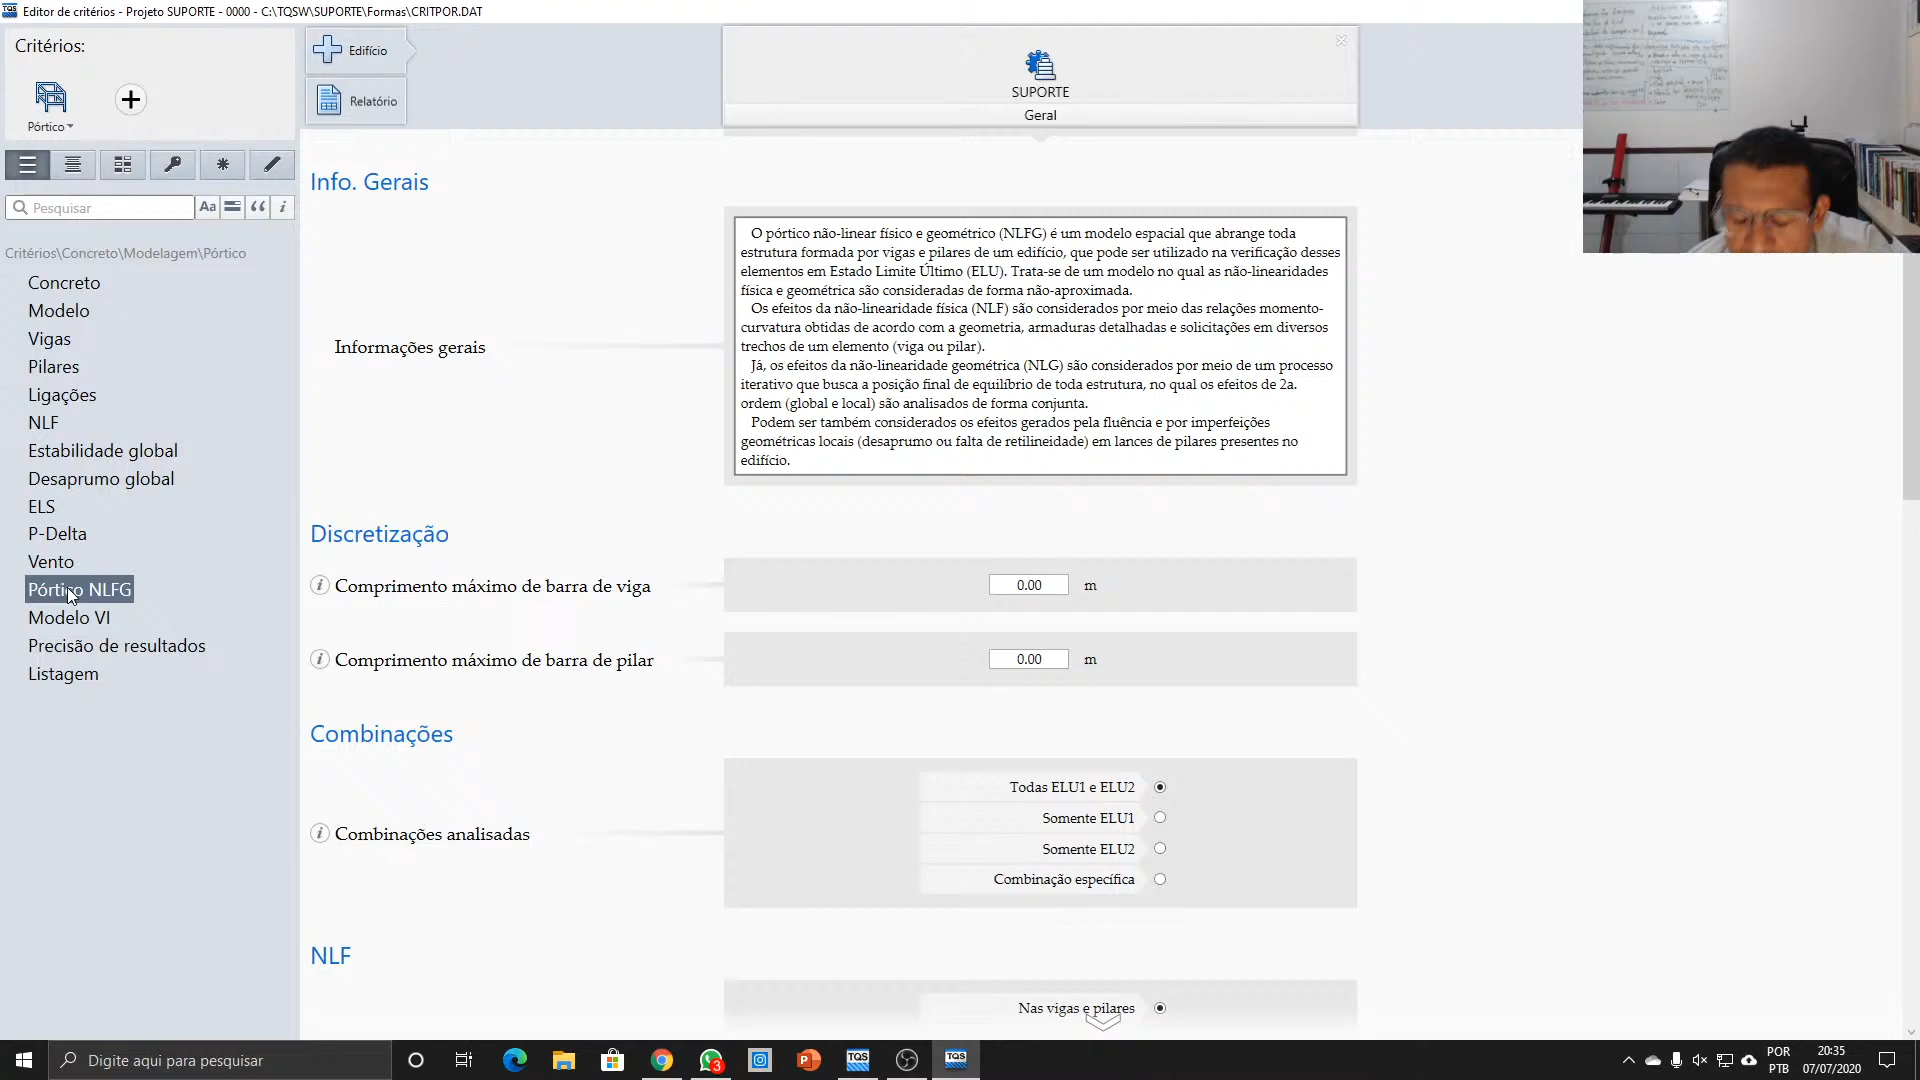 Editor de critérios - Projeto SUPORTE - 0000 - C:\TQSW\SUPORTE\Formas\CRITPOR.DAT
Critérios:
Pórtico
Edifício
Relatório
SUPORTE
Geral
Pesquisar
Aa
Critérios\Concreto\Modelagem\Pórtico
Concreto
Modelo
Vigas
Pilares
Ligações
NLF
Estabilidade global
Desaprumo global
ELS
P-Delta
Vento
Pórtico NLFG
Modelo VI
Precisão de resultados
Listagem
Info. Gerais
Informações gerais
O pórtico não-linear físico e geométrico (NLFG) é um modelo espacial que abrange toda
estrutura formada por vigas e pilares de um edifício, que pode ser utilizado na verificação desses
elementos em Estado Limite Último (ELU). Trata-se de um modelo no qual as não-linearidades
física e geométrica são consideradas de forma não-aproximada.
Os efeitos da não-linearidade física (NLF) são considerados por meio das relações momento-
curvatura obtidas de acordo com a geometria, armaduras detalhadas e solicitações em diversos
trechos de um elemento (viga ou pilar).
Já, os efeitos da não-linearidade geométrica (NLG) são considerados por meio de um processo
iterativo que busca a posição final de equilíbrio de toda estrutura, no qual os efeitos de 2a.
ordem (global e local) são analisados de forma conjunta.
Podem ser também considerados os efeitos gerados pela fluência e por imperfeições
geométricas locais (desaprumo ou falta de retilineidade) em lances de pilares presentes no
edifício.
Discretização
Comprimento máximo de barra de viga
0.00 m
Comprimento máximo de barra de pilar
0.00 m
Combinações
Combinações analisadas
Todas ELU1 e ELU2
Somente ELU1
Somente ELU2
Combinação específica
NLF
Nas vigas e pilares
Digite aqui para pesquisar
3
TQS
TQS
POR
PTB
20:35
07/07/2020